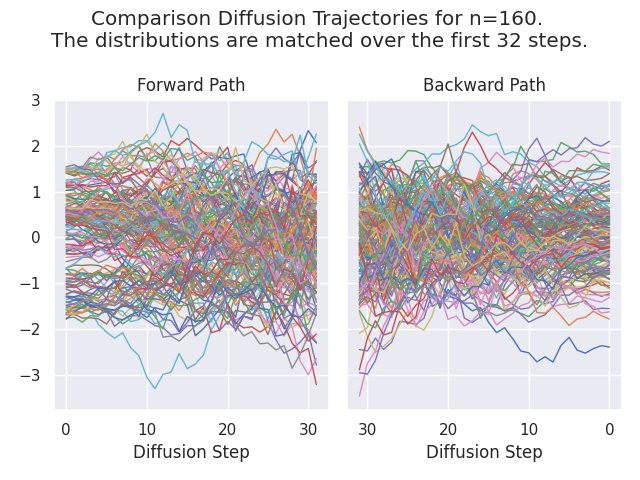 Comparison Diffusion Trajectories for n=160.
The distributions are matched over the first 32 steps.
Forward Path
Backward Path
3
2
1
0
−1
−2
−3
0 10 20 30
30 20 10 0
Diffusion Step
Diffusion Step